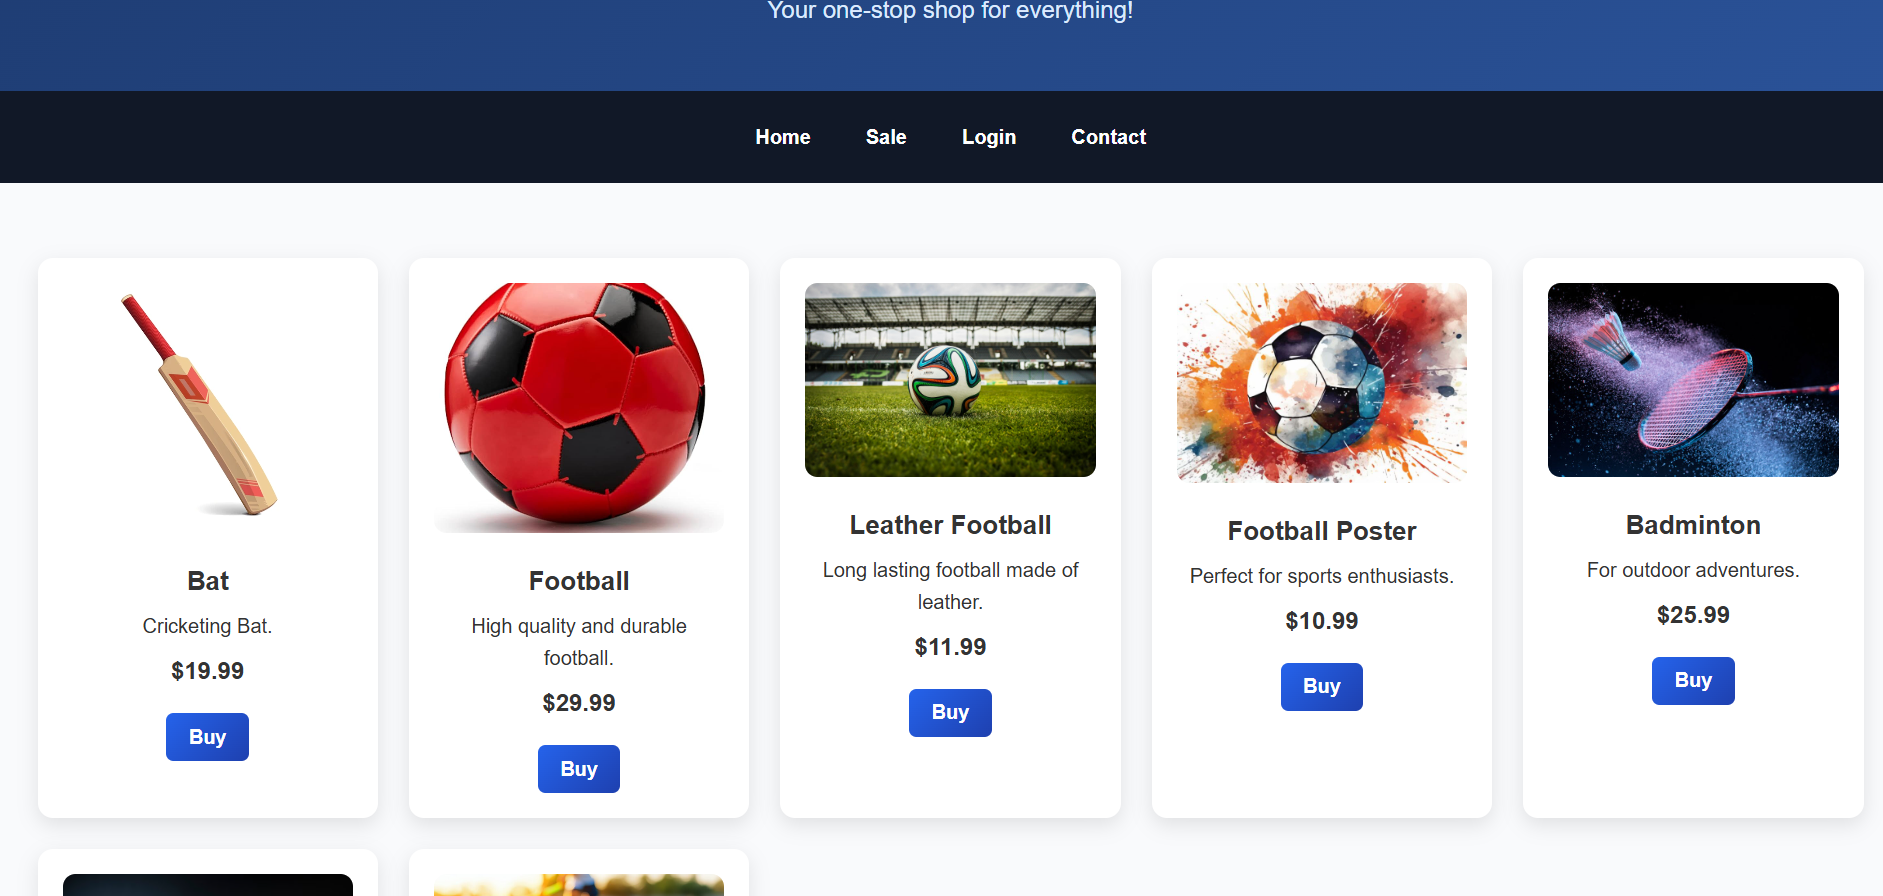 Your one-stop shop for everything!
Home Sale Login Contact
Bat
Cricketing Bat.
$19.99
Buy
Football
High quality and durable
football.
$29.99
Buy
Leather Football
Long lasting football made of
leather.
$11.99
Buy
Football Poster
Perfect for sports enthusiasts.
$10.99
Buy
Badminton
For outdoor adventures.
$25.99
Buy